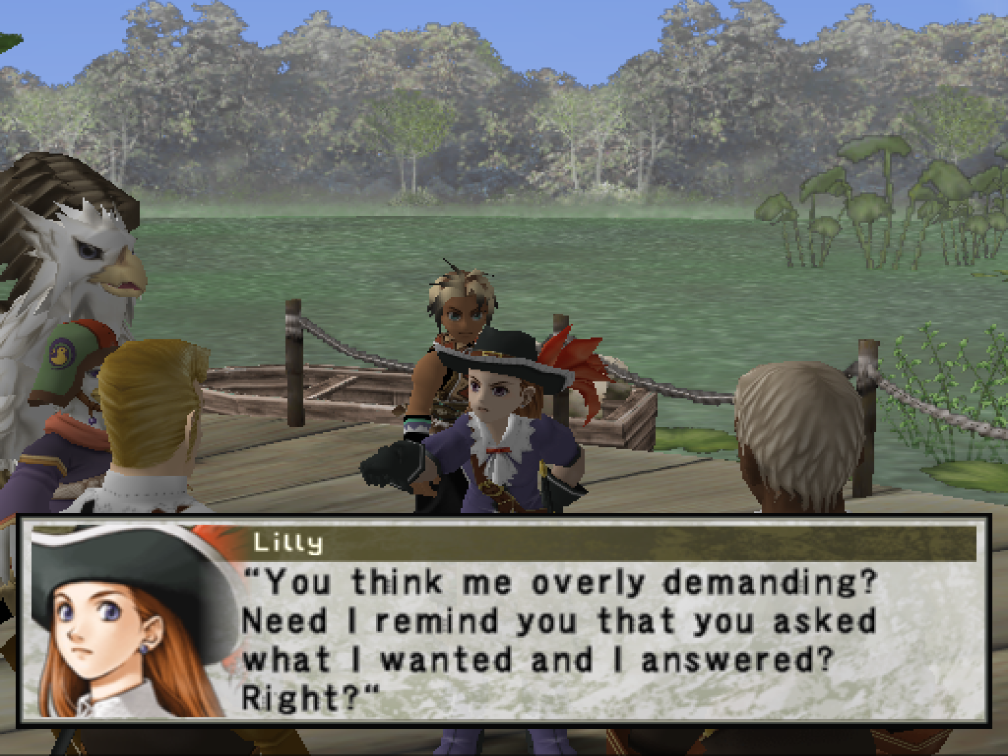 Lilly
“You think me overly demanding?
Need I remind you that you asked
what I wanted and I answered?
Right?“